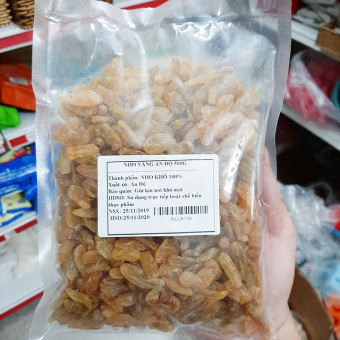 NHO VÀNG ẤN ĐỘ 500G
Thành phần: NHO KHÔ 100%
Xuất xứ: Ấn Độ
Bảo quản: Giữ kín nơi khô mát
HDSD: Sử dụng trực tiếp hoặc chế biến
thực phẩm
NSX: 25/11/2019
HSD:25/11/2020